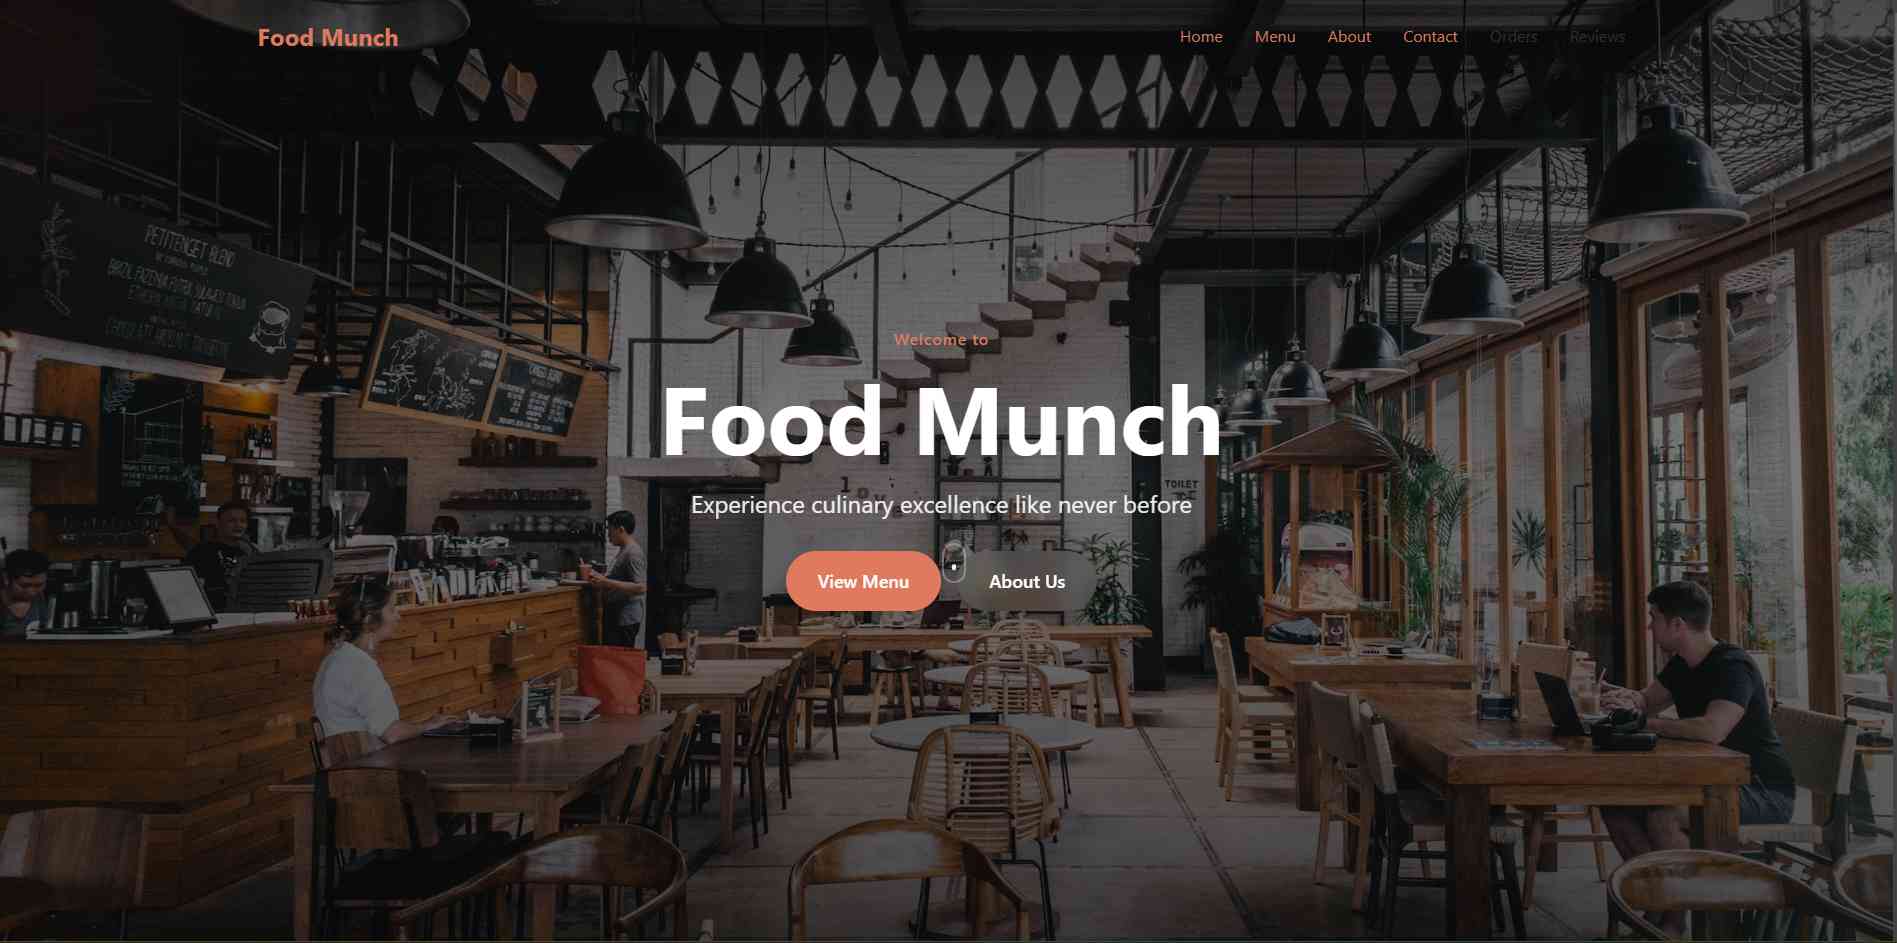 Food Munch
Home Menu About Contact Orders Reviews
PETITENGET BLEND
Welcome to
Food Munch
Experience culinary excellence like never before
TOILET
View Menu
About Us